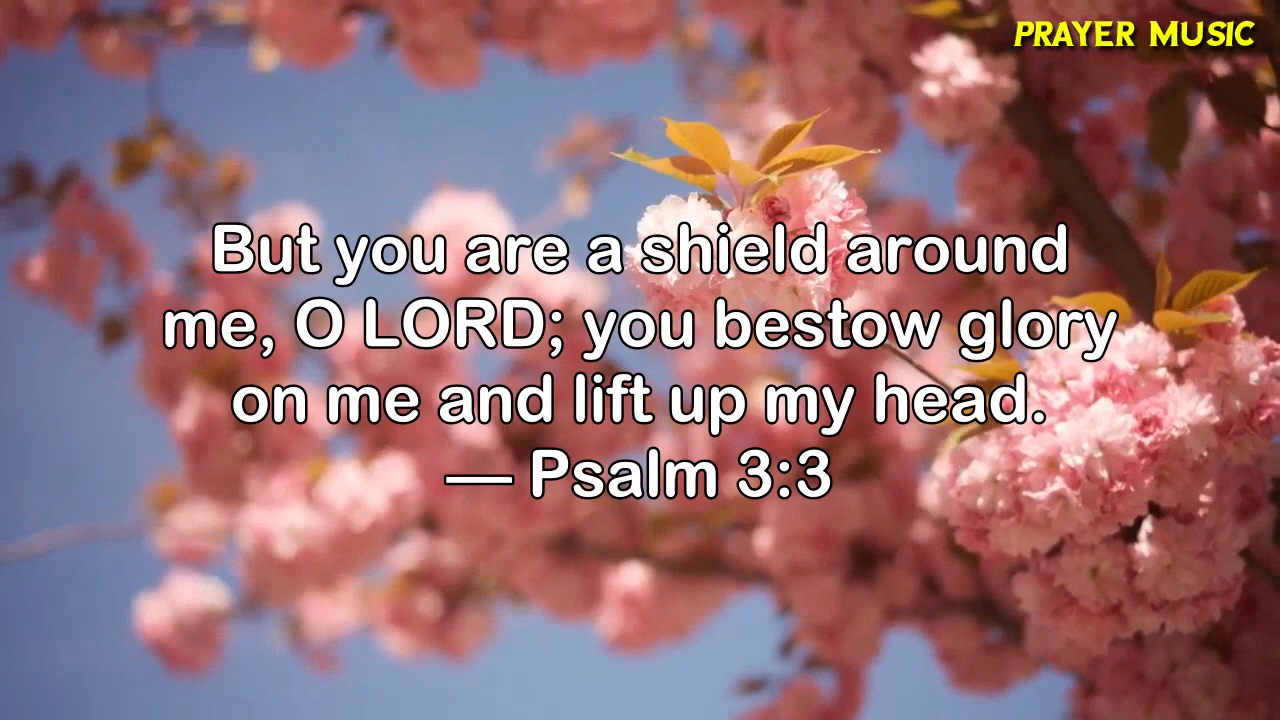 PRAYER MUSIC
But you are a shield around
me, O LORD; you bestow glory
on me and lift up my head.
— Psalm 3:3